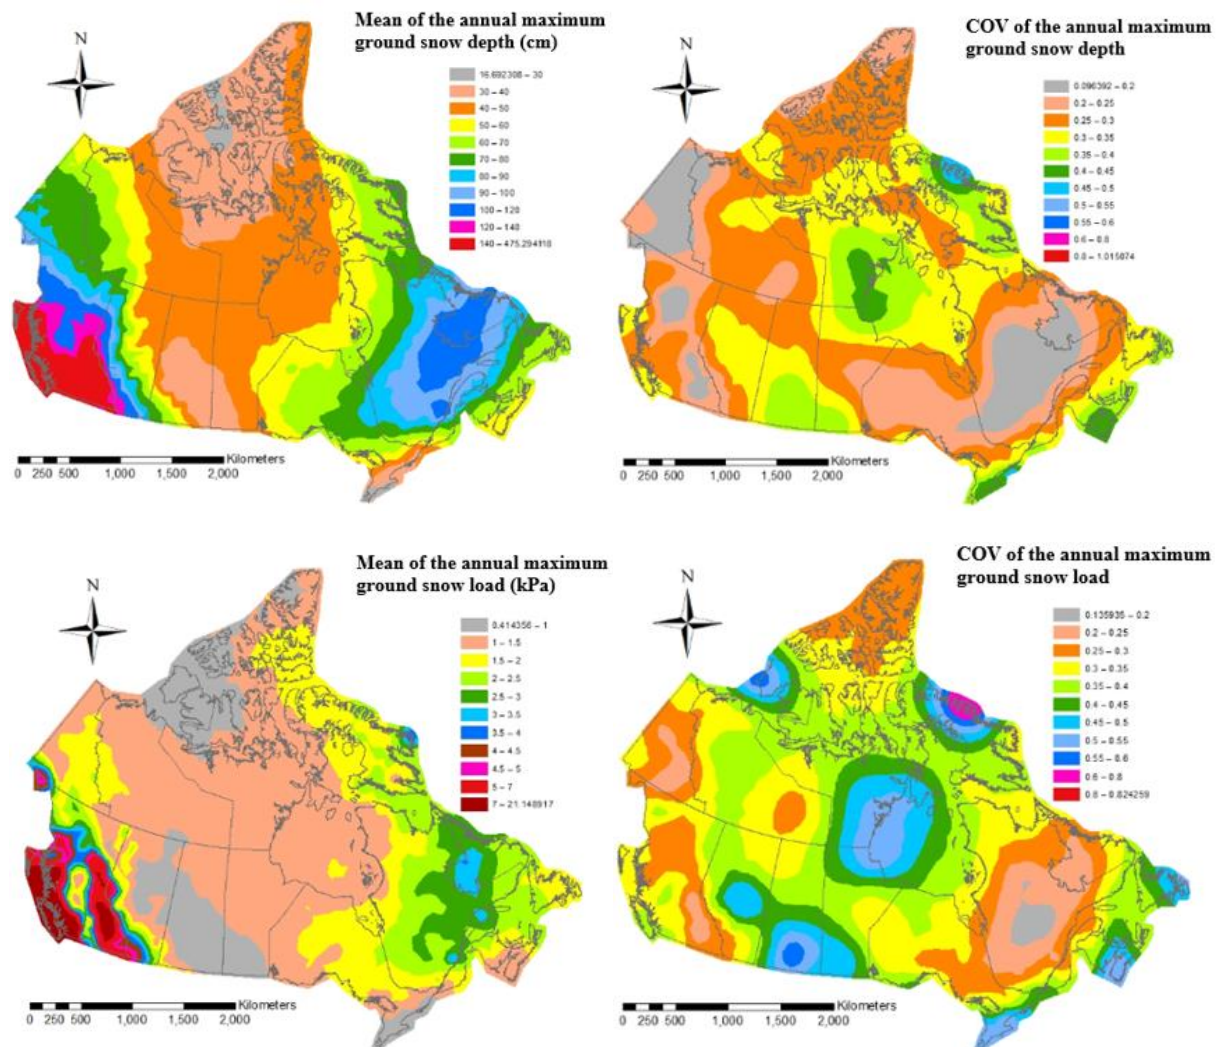 Mean of the annual maximum
ground snow depth (cm)
N
16.692308 – 30
30 – 40
40 – 50
50 – 60
60 – 70
70 – 80
80 – 90
90 – 100
100 – 120
120 – 140
140 – 475.294118
Kilometers
0 250 500 1,000 1,500 2,000
COV of the annual maximum
ground snow depth
N
0.096392 – 0.2
0.2 – 0.25
0.25 – 0.3
0.3 – 0.35
0.35 – 0.4
0.4 – 0.45
0.45 – 0.5
0.5 – 0.55
0.55 – 0.6
0.6 – 0.8
0.8 – 1.015074
Kilometers
0 250 500 1,000 1,500 2,000
Mean of the annual maximum
ground snow load (kPa)
N
0.414356 – 1
1 – 1.5
1.5 – 2
2 – 2.5
2.5 – 3
3 – 3.5
3.5 – 4
4 – 4.5
4.5 – 5
5 – 7
7 – 21.148917
Kilometers
0 250 500 1,000 1,500 2,000
COV of the annual maximum
ground snow load
N
0.135935 – 0.2
0.2 – 0.25
0.25 – 0.3
0.3 – 0.35
0.35 – 0.4
0.4 – 0.45
0.45 – 0.5
0.5 – 0.55
0.55 – 0.6
0.6 – 0.8
0.8 – 0.824259
Kilometers
0 250 500 1,000 1,500 2,000